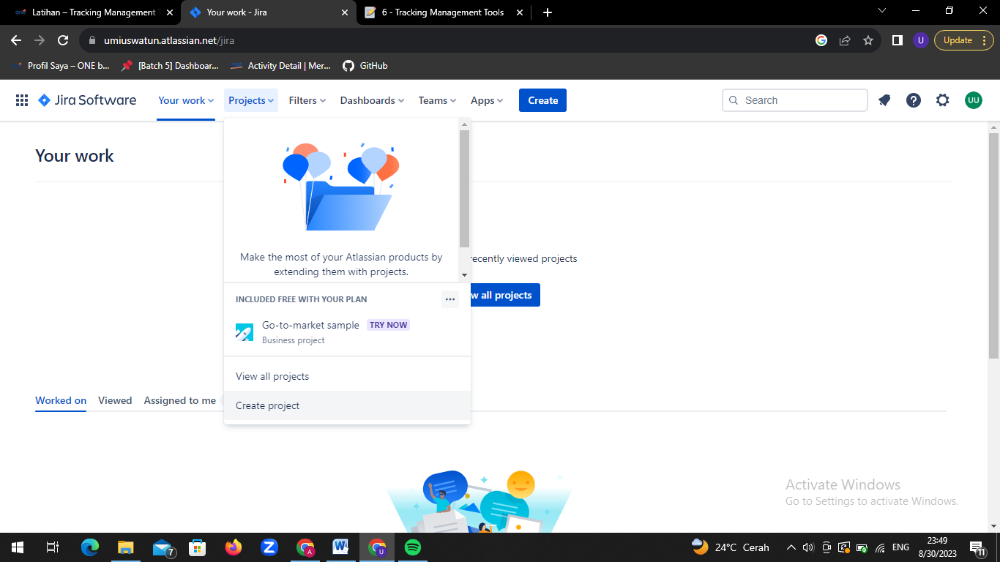 Latihan – Tracking Management T
Your work - Jira
6 - Tracking Management Tools
umiuswatun.atlassian.net/jira
U
Update
Profil Saya – ONE b...
[Batch 5] Dashboar...
Activity Detail | Mer...
GitHub
Jira Software
Your work
Projects
Filters
Dashboards
Teams
Apps
Create
Search
UU
Your work
Make the most of your Atlassian products by
extending them with projects.
recently viewed projects
w all projects
INCLUDED FREE WITH YOUR PLAN
Go-to-market sample TRY NOW
Business project
View all projects
Worked on
Viewed
Assigned to me
Create project
Activate Windows
Go to Settings to activate Windows.
7
A
U
24°C Cerah
ENG
23:49
8/30/2023
11